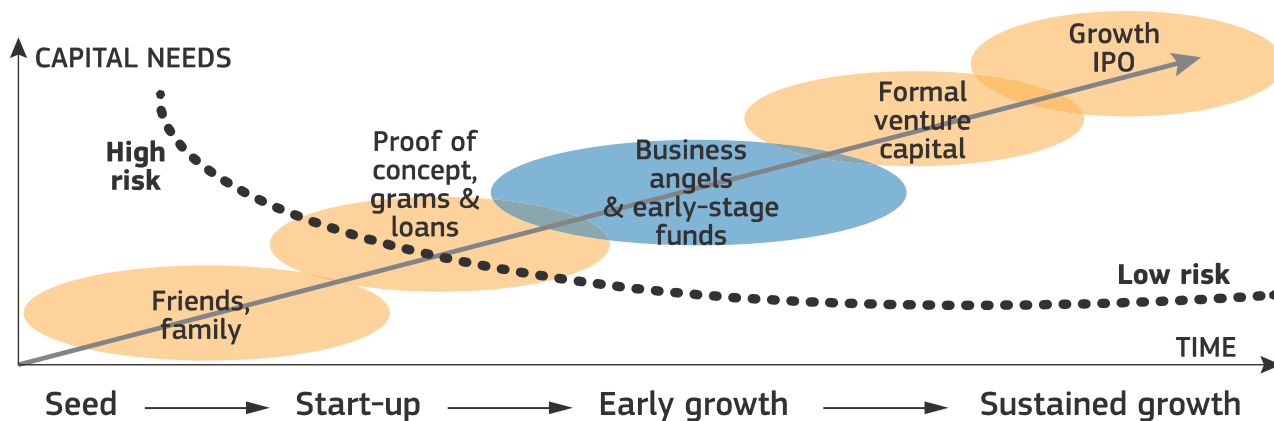 CAPITAL NEEDS
High
risk
Friends,
family
Proof of
concept,
grams &
loans
Business
angels
& early-stage
funds
Formal
venture
capital
Growth
IPO
Low risk
TIME
Seed
Start-up
Early growth
Sustained growth